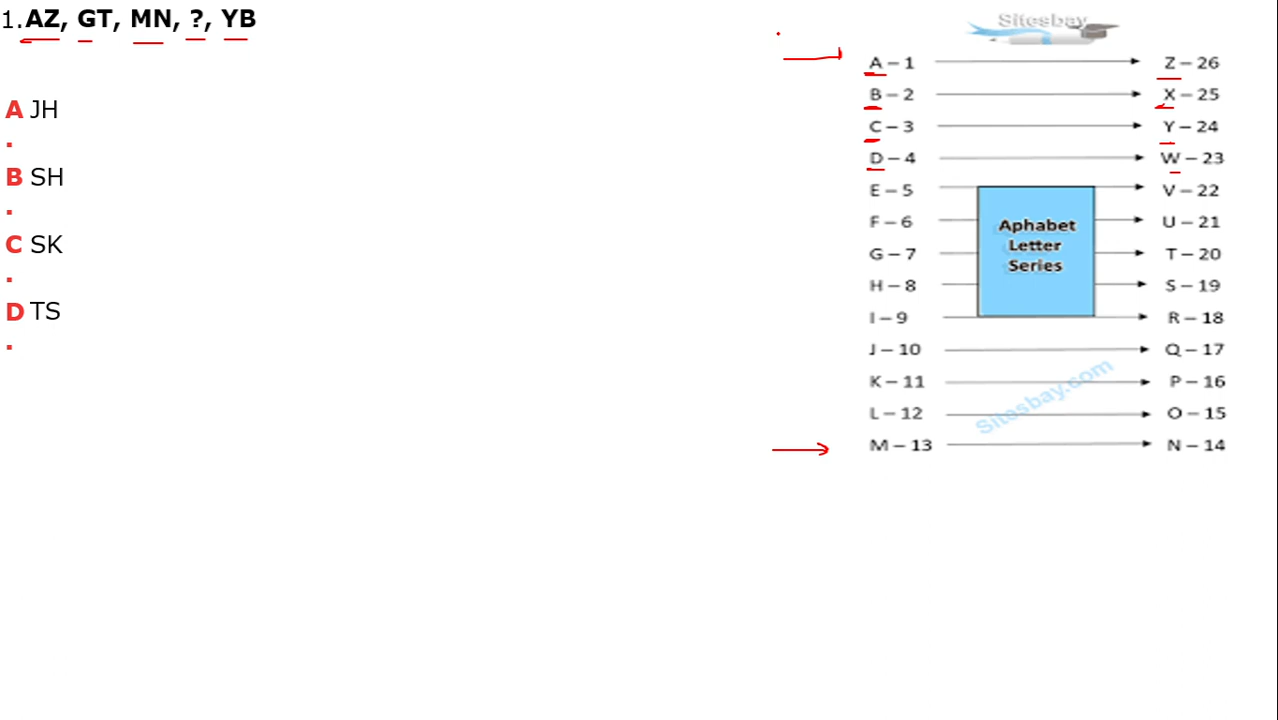 1.AZ, GT, MN, ?, YB
A JH
.
B SH
.
C SK
.
D TS
.
Sitesbay
A – 1 Z – 26
B – 2 X – 25
C – 3 Y – 24
D – 4 W – 23
E – 5 V – 22
F – 6 U – 21
G – 7 T – 20
H – 8 S – 19
I – 9 R – 18
J – 10 Q – 17
K – 11 P – 16
L – 12 O – 15
M – 13 N – 14
Aphabet
Letter
Series
Sitesbay.com